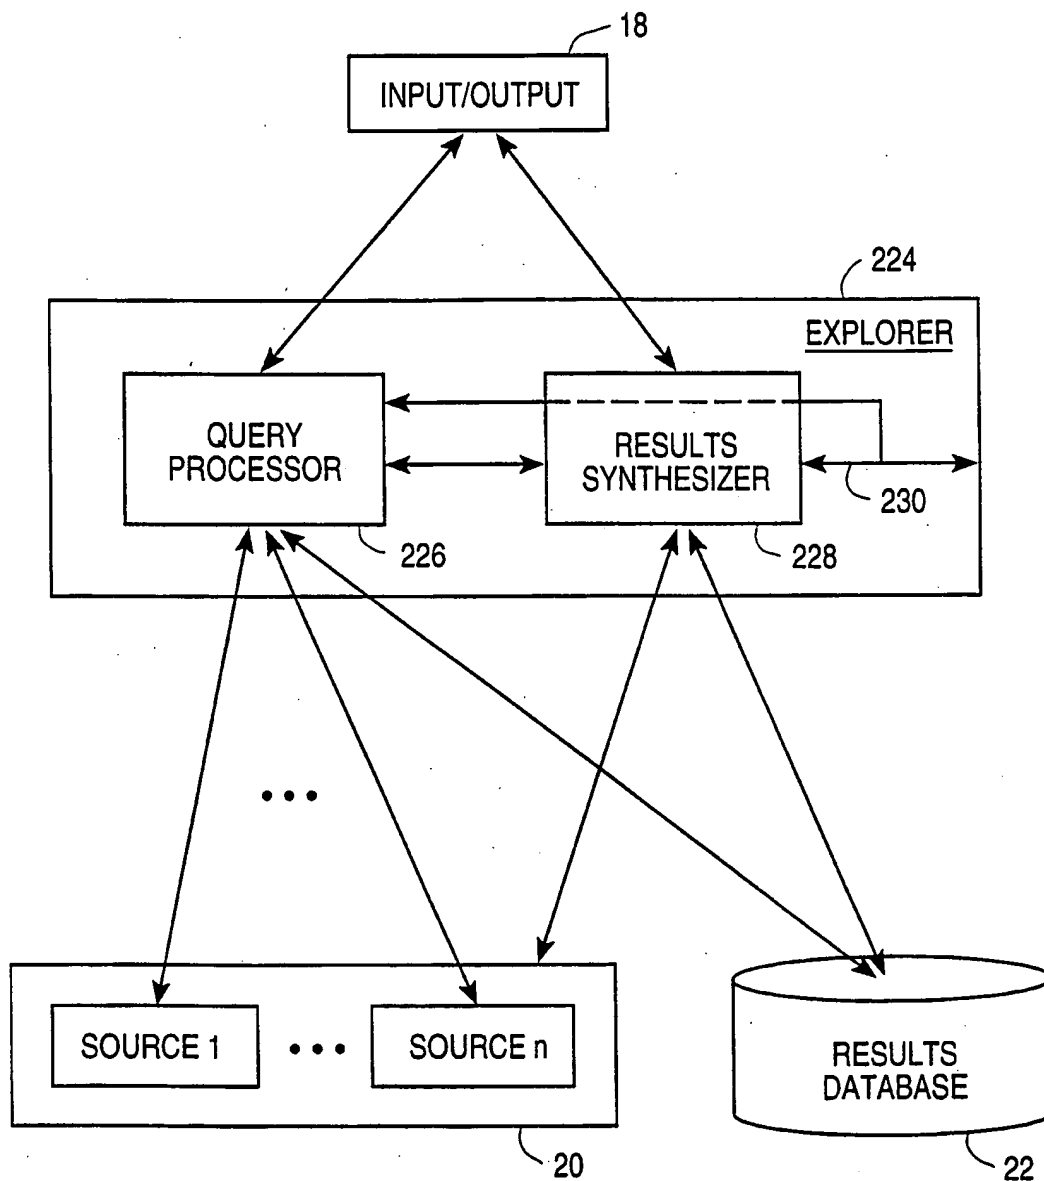 18
INPUT/OUTPUT
224
EXPLORER
QUERY
PROCESSOR
RESULTS
SYNTHESIZER
230
226
228
SOURCE 1
SOURCE n
RESULTS
DATABASE
20
22